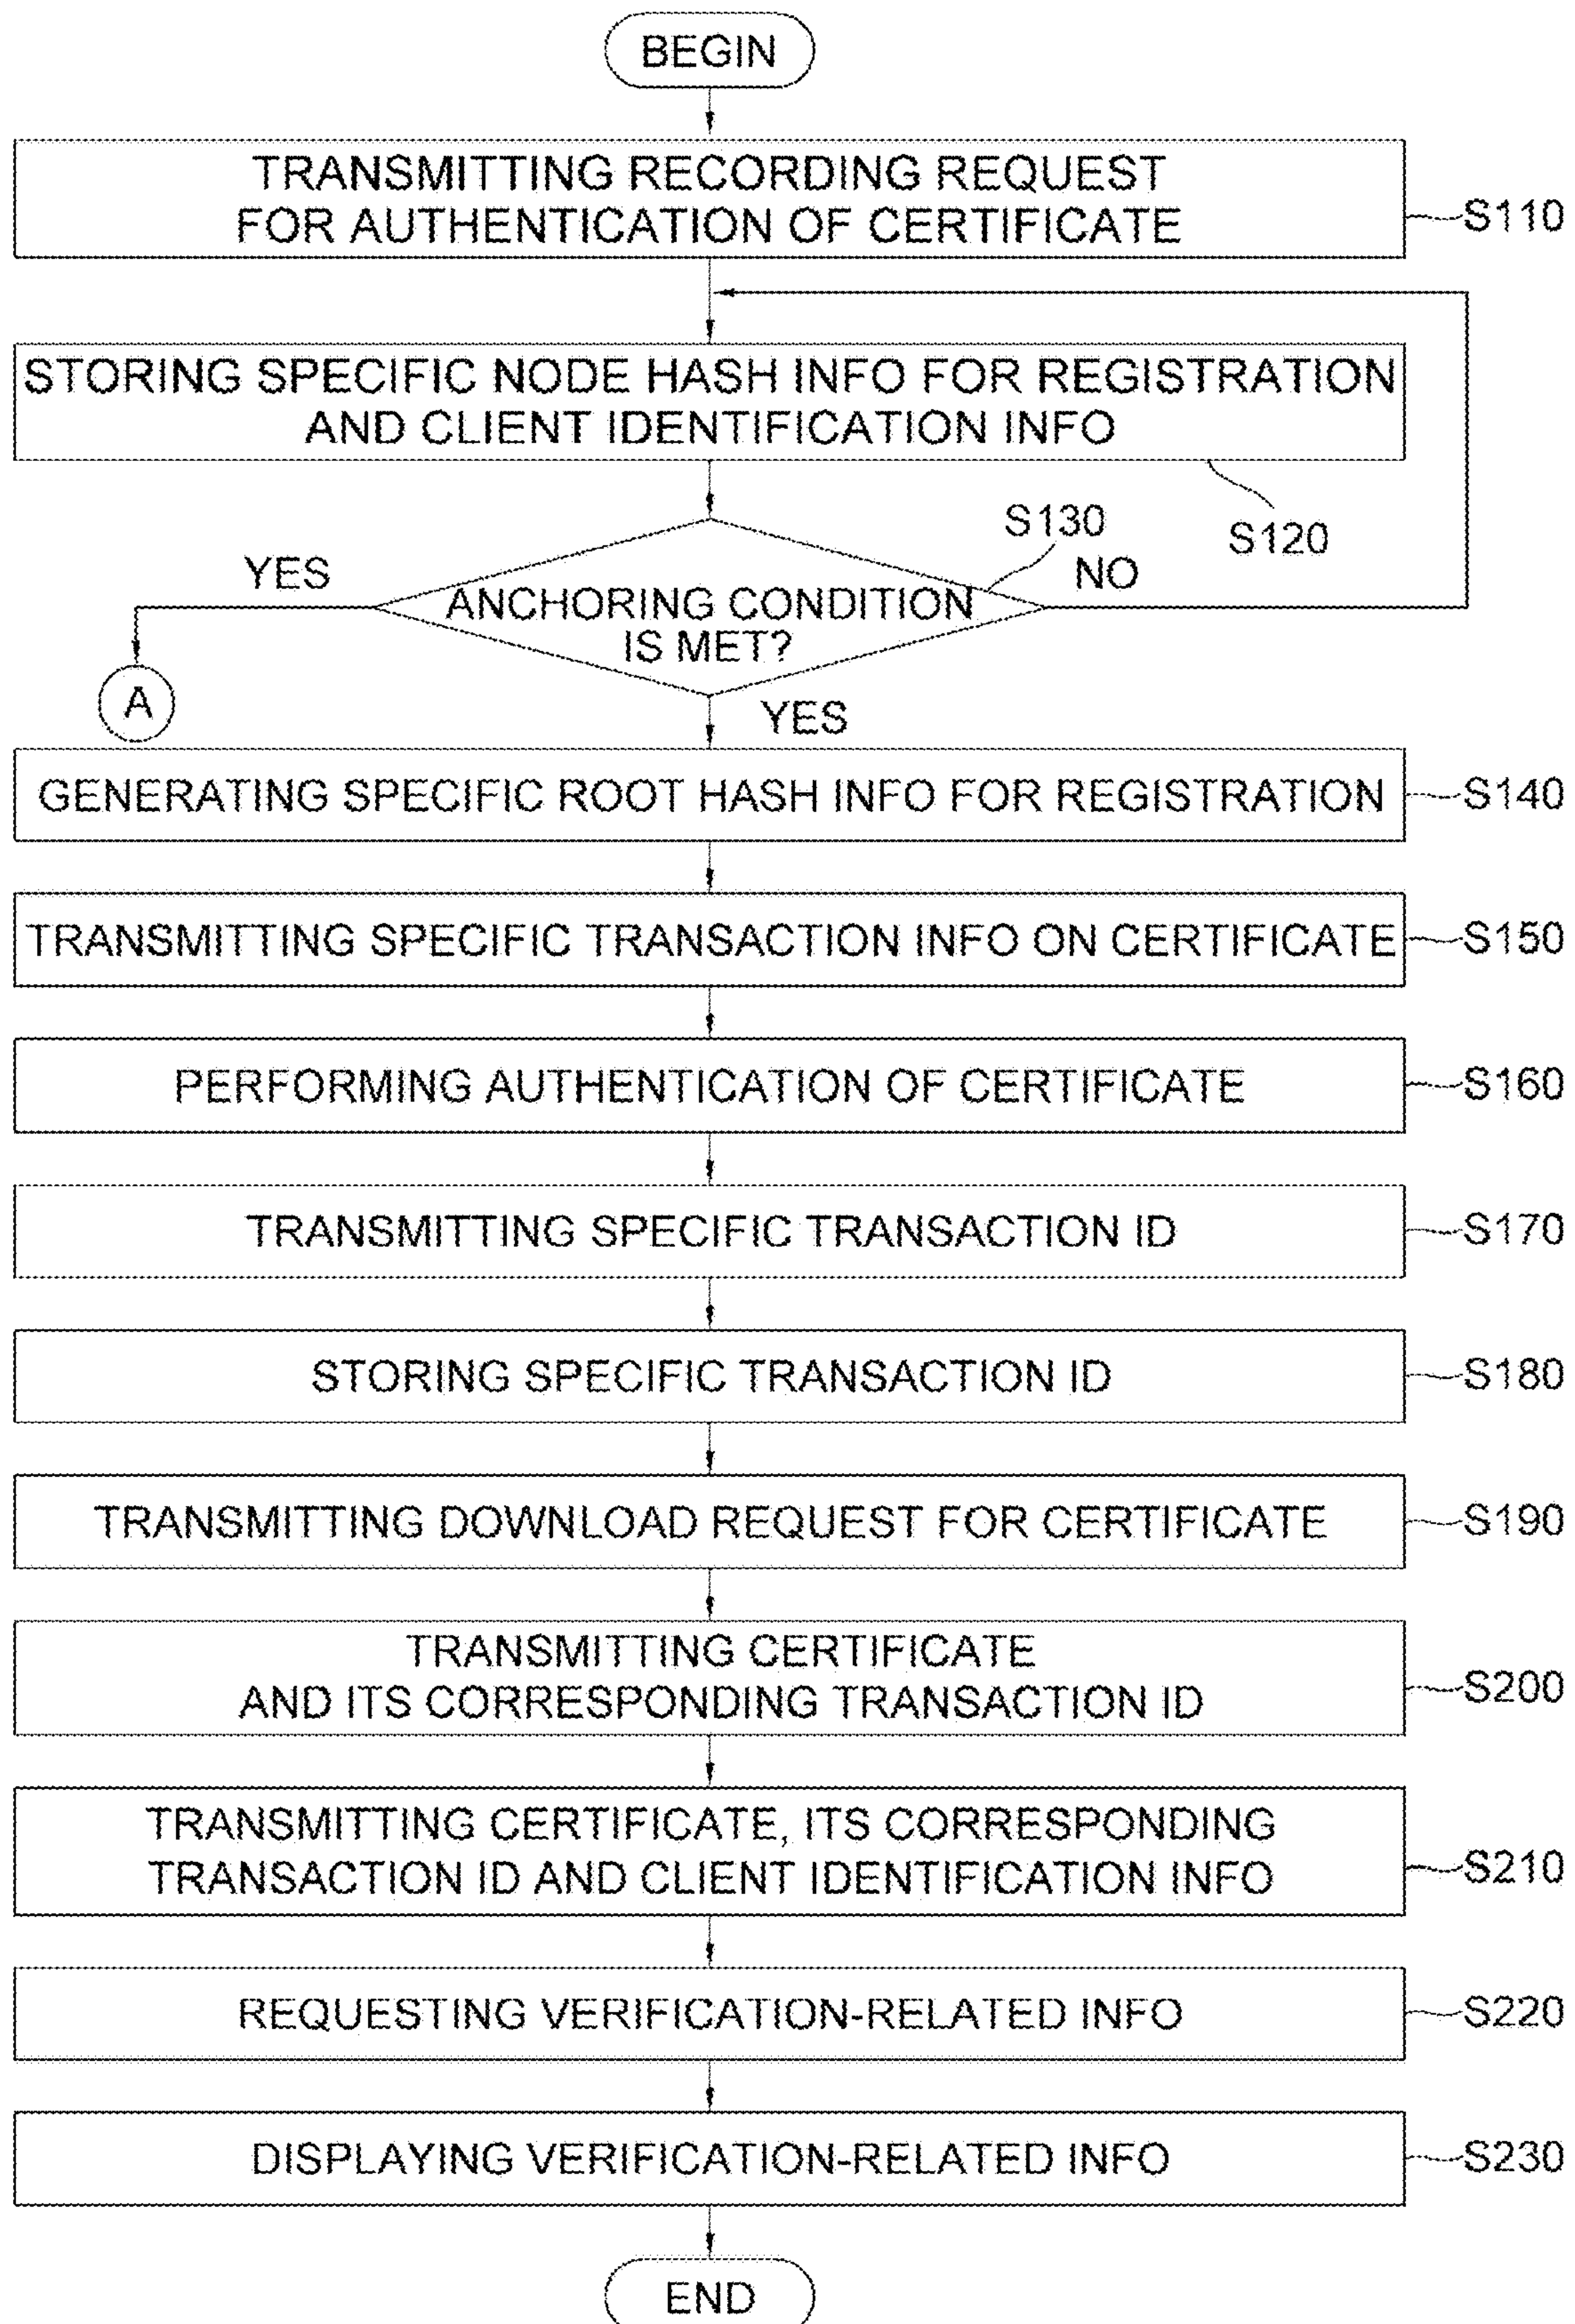 BEGIN
TRANSMITTING RECORDING REQUEST
FOR AUTHENTICATION OF CERTIFICATE
S110
STORING SPECIFIC NODE HASH INFO FOR REGISTRATION
AND CLIENT IDENTIFICATION INFO
S120
S130
YES
NO
ANCHORING CONDITION
IS MET?
A
YES
GENERATING SPECIFIC ROOT HASH INFO FOR REGISTRATION
S140
TRANSMITTING SPECIFIC TRANSACTION INFO ON CERTIFICATE
S150
PERFORMING AUTHENTICATION OF CERTIFICATE
S160
TRANSMITTING SPECIFIC TRANSACTION ID
S170
STORING SPECIFIC TRANSACTION ID
S180
TRANSMITTING DOWNLOAD REQUEST FOR CERTIFICATE
S190
TRANSMITTING CERTIFICATE
AND ITS CORRESPONDING TRANSACTION ID
S200
TRANSMITTING CERTIFICATE, ITS CORRESPONDING
TRANSACTION ID AND CLIENT IDENTIFICATION INFO
S210
REQUESTING VERIFICATION-RELATED INFO
S220
DISPLAYING VERIFICATION-RELATED INFO
S230
END